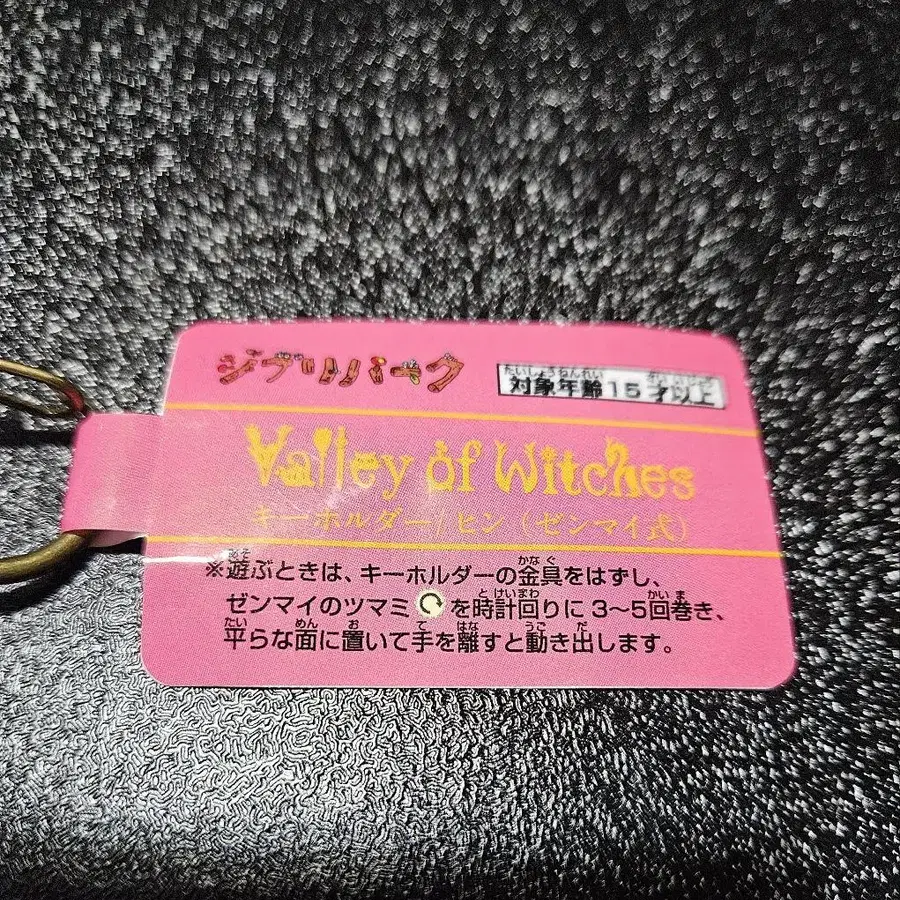 ジブリパーク
対象年齢15才以上
Valley of Witches
キーホルダー/ヒン(ゼンマイ式)
※遊ぶときは、キーホルダーの金具をはずし、
ゼンマイのツマミを時計回りに3〜5回巻き、
平らな面に置いて手を離すと動き出します。